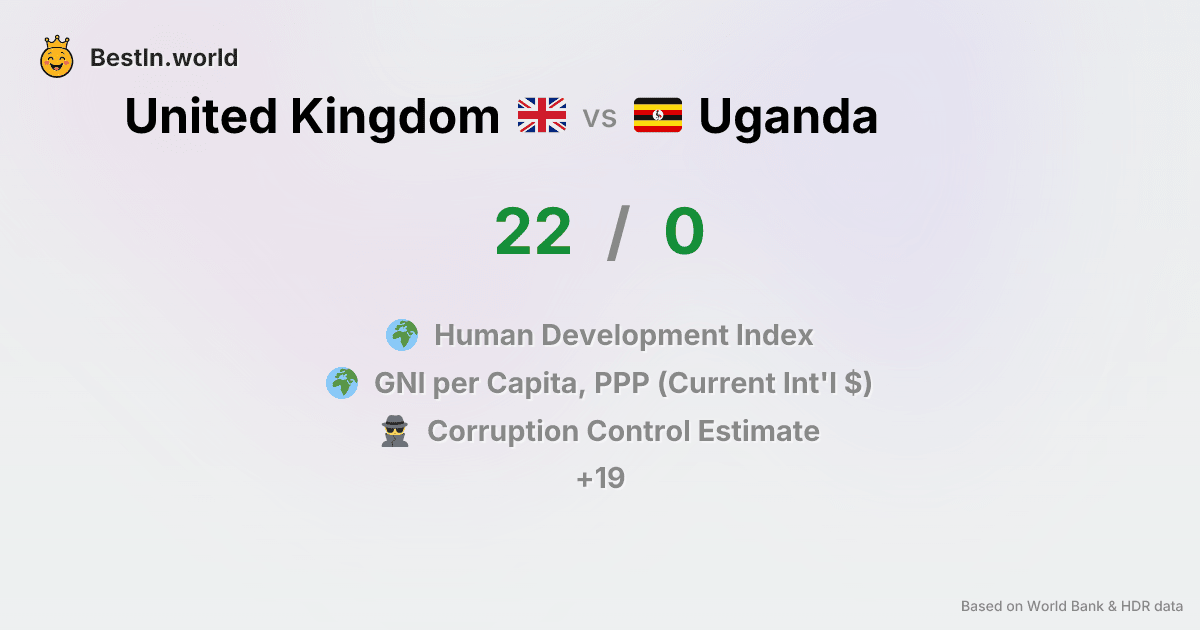 BestIn.world
United Kingdom vs Uganda
22 / 0
Human Development Index
GNI per Capita, PPP (Current Int'l $)
Corruption Control Estimate
+19
Based on World Bank & HDR data